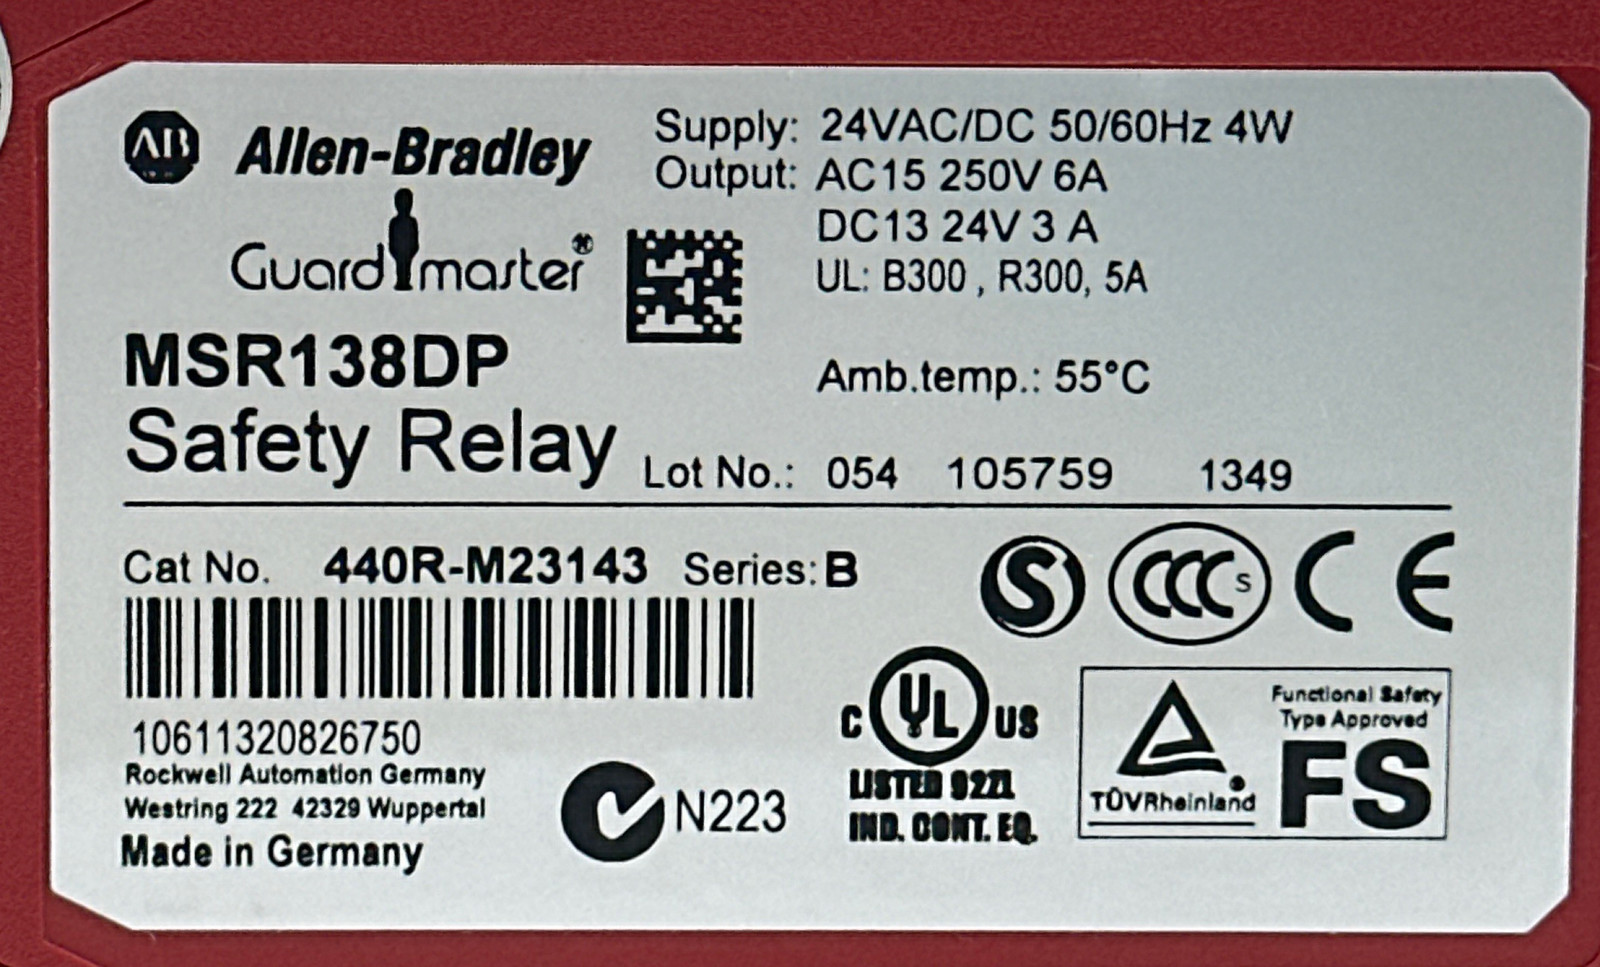 AB Allen-Bradley
Guardmaster®
MSR138DP
Safety Relay
Supply: 24VAC/DC 50/60Hz 4W
Output: AC15 250V 6A
DC13 24V 3 A
UL: B300 , R300, 5A
Amb.temp.: 55°C
Lot No.: 054 105759 1349
Cat No. 440R-M23143 Series: B
10611320826750
Rockwell Automation Germany
Westring 222 42329 Wuppertal
Made in Germany
N223
S CCC S CE
C UL US
LISTED 9Z71
IND. CONT. EQ.
TÜVRheinland
Functional Safety
Type Approved
FS